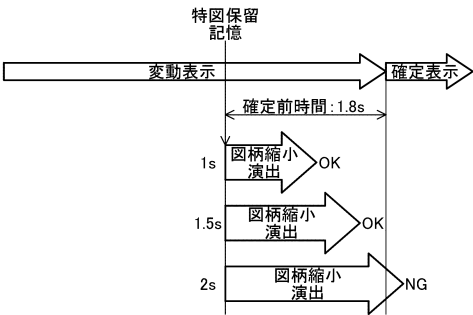 特図保留
記憶
変動表示
確定表示
確定前時間:1.8s
1s
図柄縮小
演出
OK
1.5s
図柄縮小
演出
OK
2s
図柄縮小
演出
NG